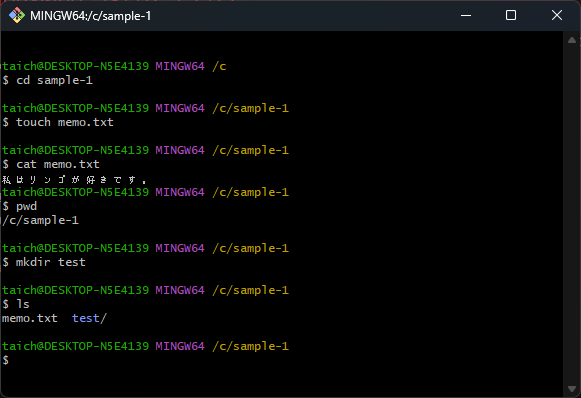 MINGW64:/c/sample-1
taich@DESKTOP-N5E4139 MINGW64 /c
$ cd sample-1
taich@DESKTOP-N5E4139 MINGW64 /c/sample-1
$ touch memo.txt
taich@DESKTOP-N5E4139 MINGW64 /c/sample-1
$ cat memo.txt
私はリンゴが好きです。
taich@DESKTOP-N5E4139 MINGW64 /c/sample-1
$ pwd
/c/sample-1
taich@DESKTOP-N5E4139 MINGW64 /c/sample-1
$ mkdir test
taich@DESKTOP-N5E4139 MINGW64 /c/sample-1
$ ls
memo.txt  test/
taich@DESKTOP-N5E4139 MINGW64 /c/sample-1
$